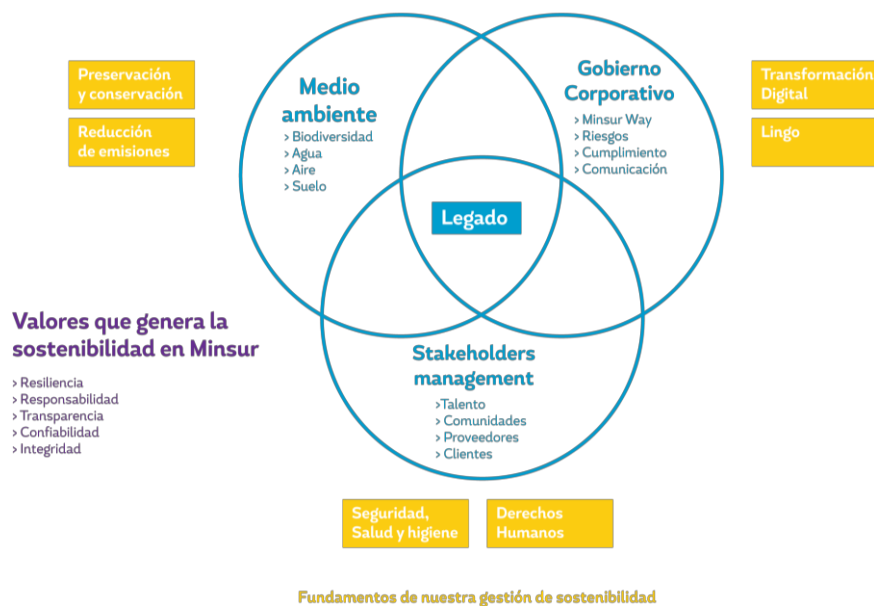 Preservación
y conservación
Reducción
de emisiones
Medio
ambiente
> Biodiversidad
> Agua
> Aire
> Suelo
Gobierno
Corporativo
> Minsur Way
> Riesgos
> Cumplimiento
> Comunicación
Transformación
Digital
Lingo
Legado
Valores que genera la
sostenibilidad en Minsur
> Resiliencia
> Responsabilidad
> Transparencia
> Confiabilidad
> Integridad
Stakeholders
management
>Talento
> Comunidades
> Proveedores
> Clientes
Seguridad,
Salud y higiene
Derechos
Humanos
Fundamentos de nuestra gestión de sostenibilidad